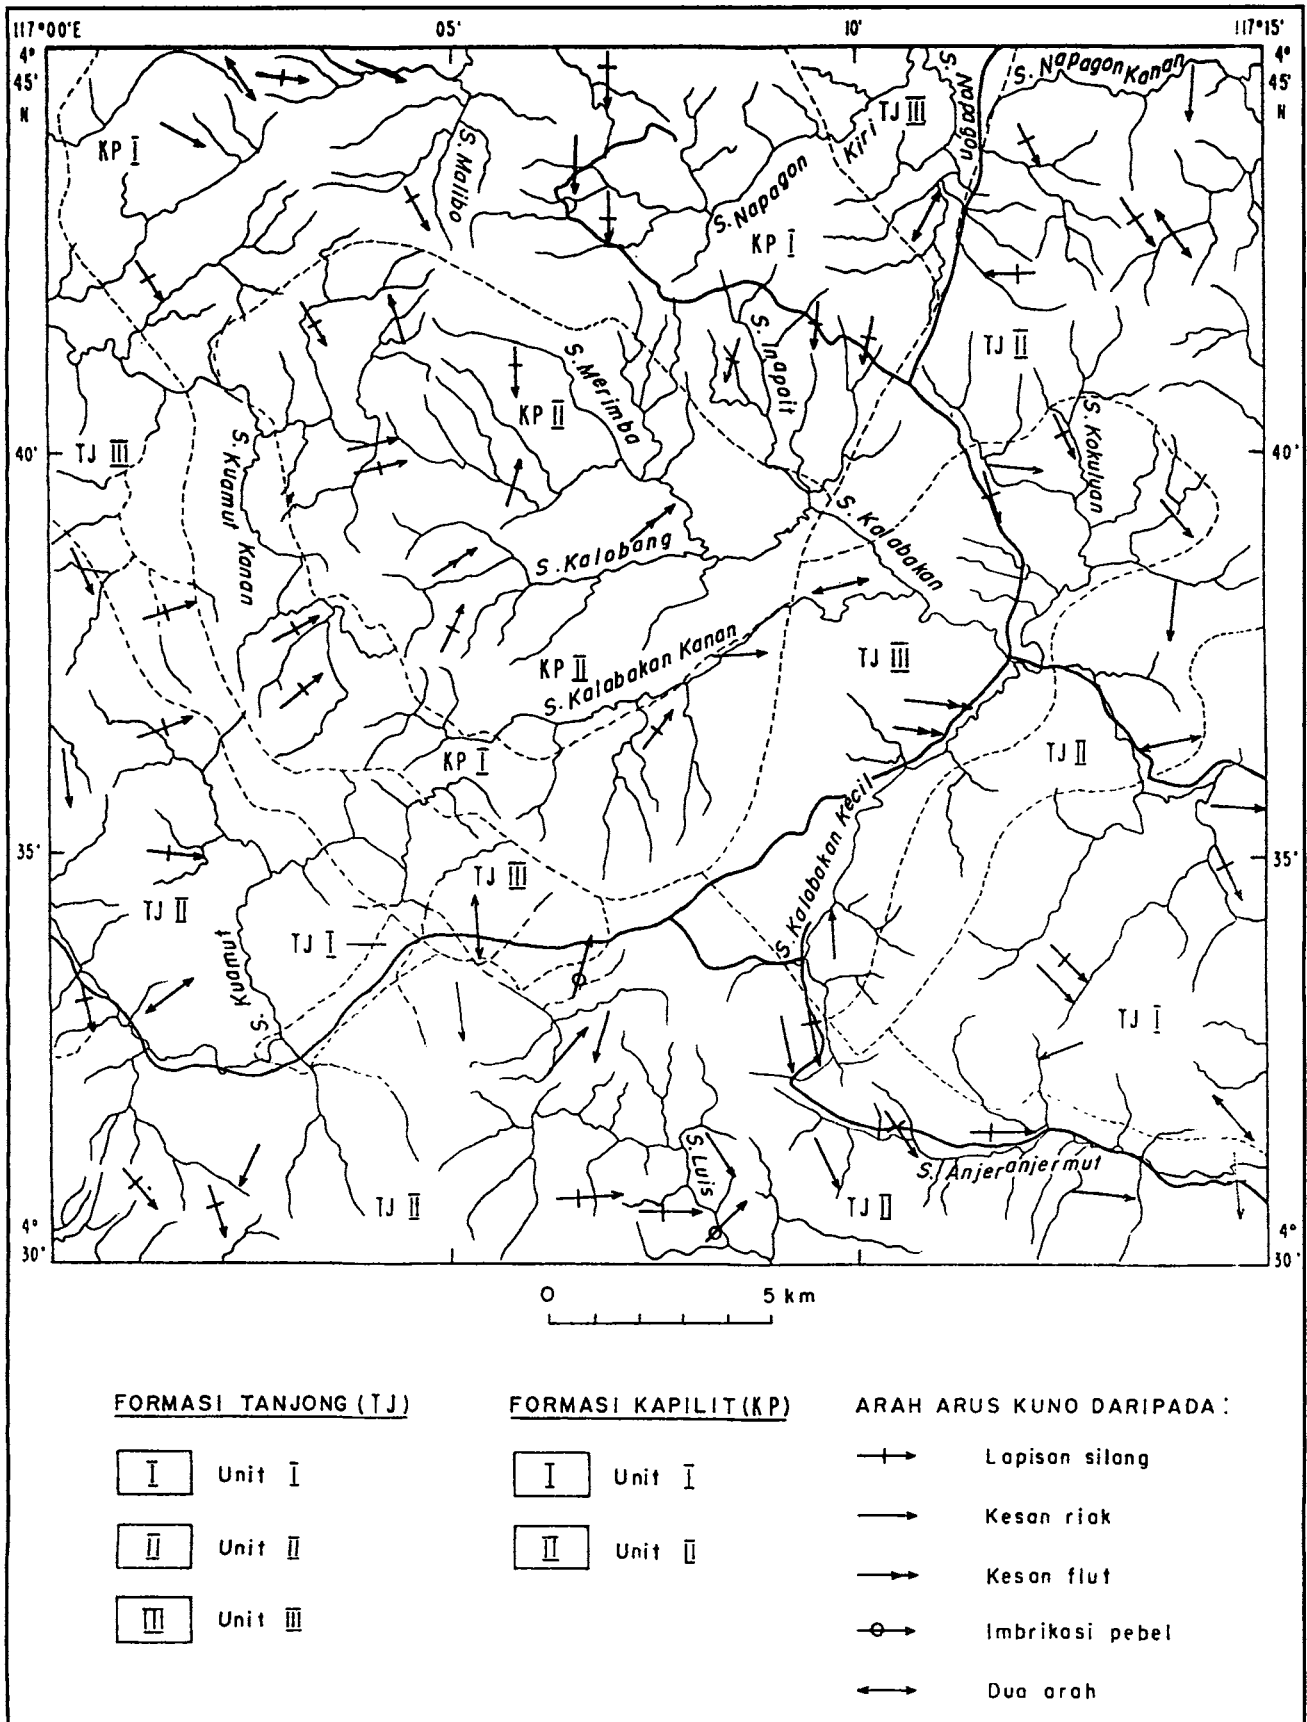 117°00'E 05' 10' 117°15'
4° 45' N
4° 45' N
S. Napagon Kanan
S. Napagon
TJ III
Kiri
KP I
S. Malibo
S. Napagon
KP I
TJ II
S. Inapoit
S. Merimba
KP II
S. Kokuluan
TJ III
40'
40'
S. Kuamut Kanan
S. Kalabakan
S. Kalabang
KP II
S. Kalabakan Kanan
TJ III
TJ II
KP I
S. Kalabakan Kecil
35'
35'
TJ III
TJ II
TJ I
S. Kuamut
TJ I
S. Luis
S. Anjeranjermut
TJ II
TJ II
4° 30'
4° 30'
0 5 km
FORMASI TANJONG (TJ) FORMASI KAPILIT (KP) ARAH ARUS KUNO DARIPADA :
I Unit I
II Unit II
III Unit III
I Unit I
II Unit II
Lapisan silang
Kesan riak
Kesan flut
Imbrikasi pebel
Dua arah